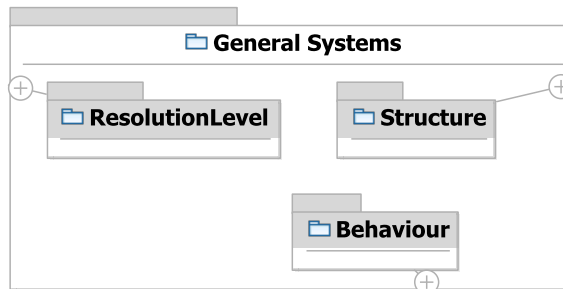 General Systems
ResolutionLevel
Structure
Behaviour